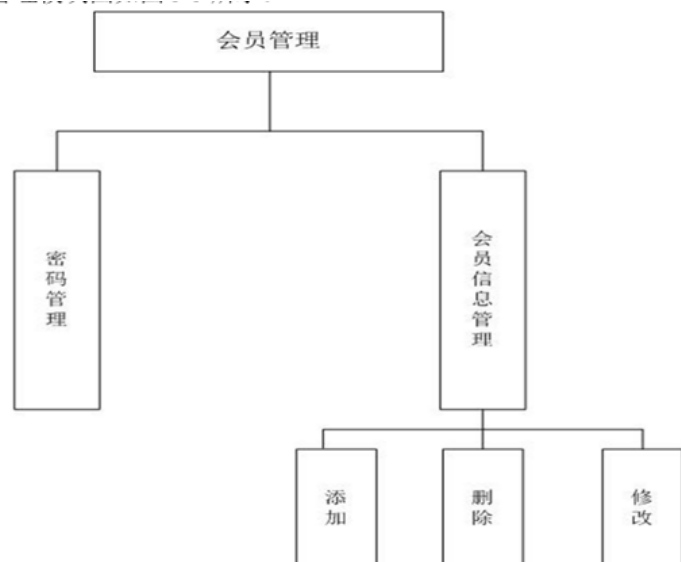 会员管理
密码管理
会员信息管理
添加
删除
修改